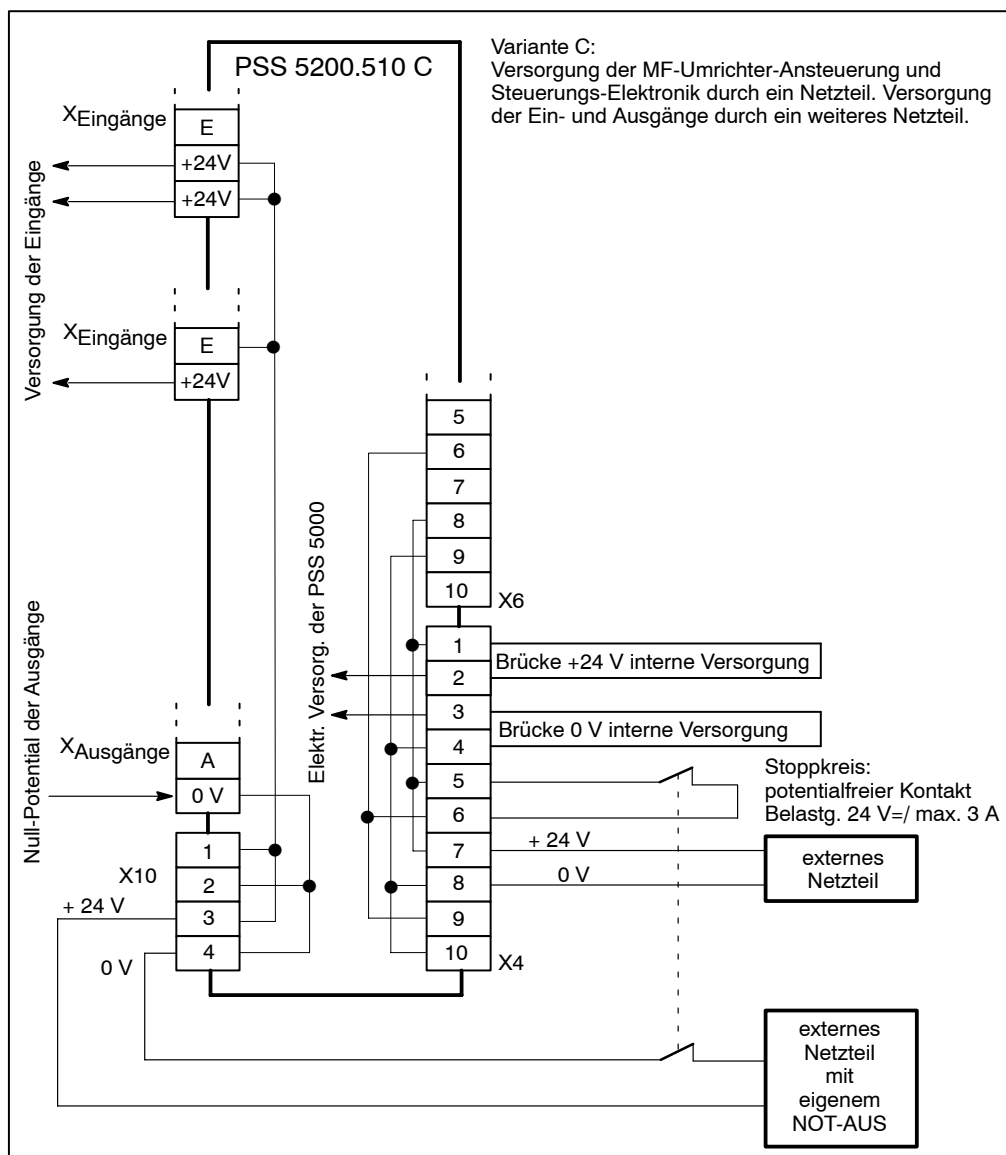 PSS 5200.510 C
Variante C:
Versorgung der MF-Umrichter-Ansteuerung und
Steuerungs-Elektronik durch ein Netzteil. Versorgung
der Ein- und Ausgänge durch ein weiteres Netzteil.
XEingänge
E
+24V
+24V
Versorgung der Eingänge
XEingänge
E
+24V
5
6
7
8
9
10
X6
Elektr. Versorg. der PSS 5000
1
2
3
4
5
6
7
8
9
10
X4
Brücke +24 V interne Versorgung
Brücke 0 V interne Versorgung
Stoppkreis:
potentialfreier Kontakt
Belastg. 24 V=/ max. 3 A
+ 24 V
0 V
externes
Netzteil
Null-Potential der Ausgänge
XAusgänge
A
0 V
X10
1
2
3
4
+ 24 V
0 V
externes
Netzteil
mit
eigenem
NOT-AUS